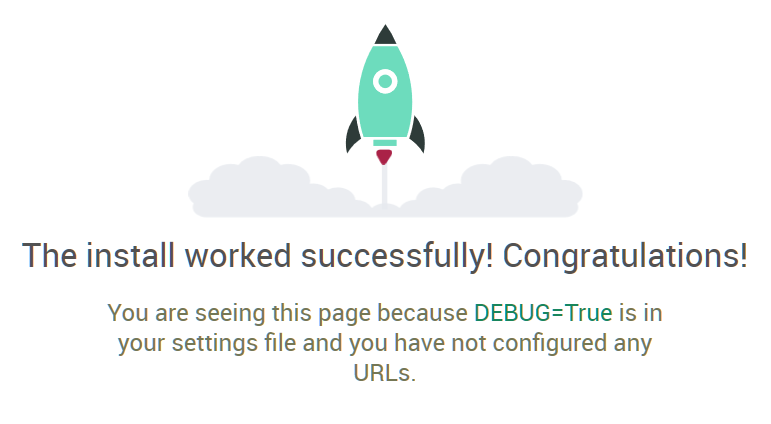 The install worked successfully! Congratulations!
You are seeing this page because DEBUG=True is in
your settings file and you have not configured any
URLs.